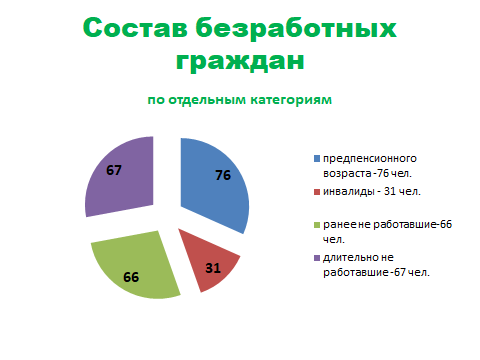 Состав безработных
граждан
по отдельным категориям
67
76
31
66
предпенсионного
возраста -76 чел.
инвалиды - 31 чел.
ранее не работавшие-66
чел.
длительно не
работавшие -67 чел.